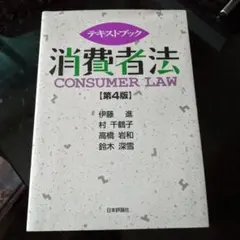 テキストブック
消費者法
CONSUMER LAW
【第4版】
伊藤 進
村 千鶴子
高橋 岩和
鈴木 深雪
日本評論社